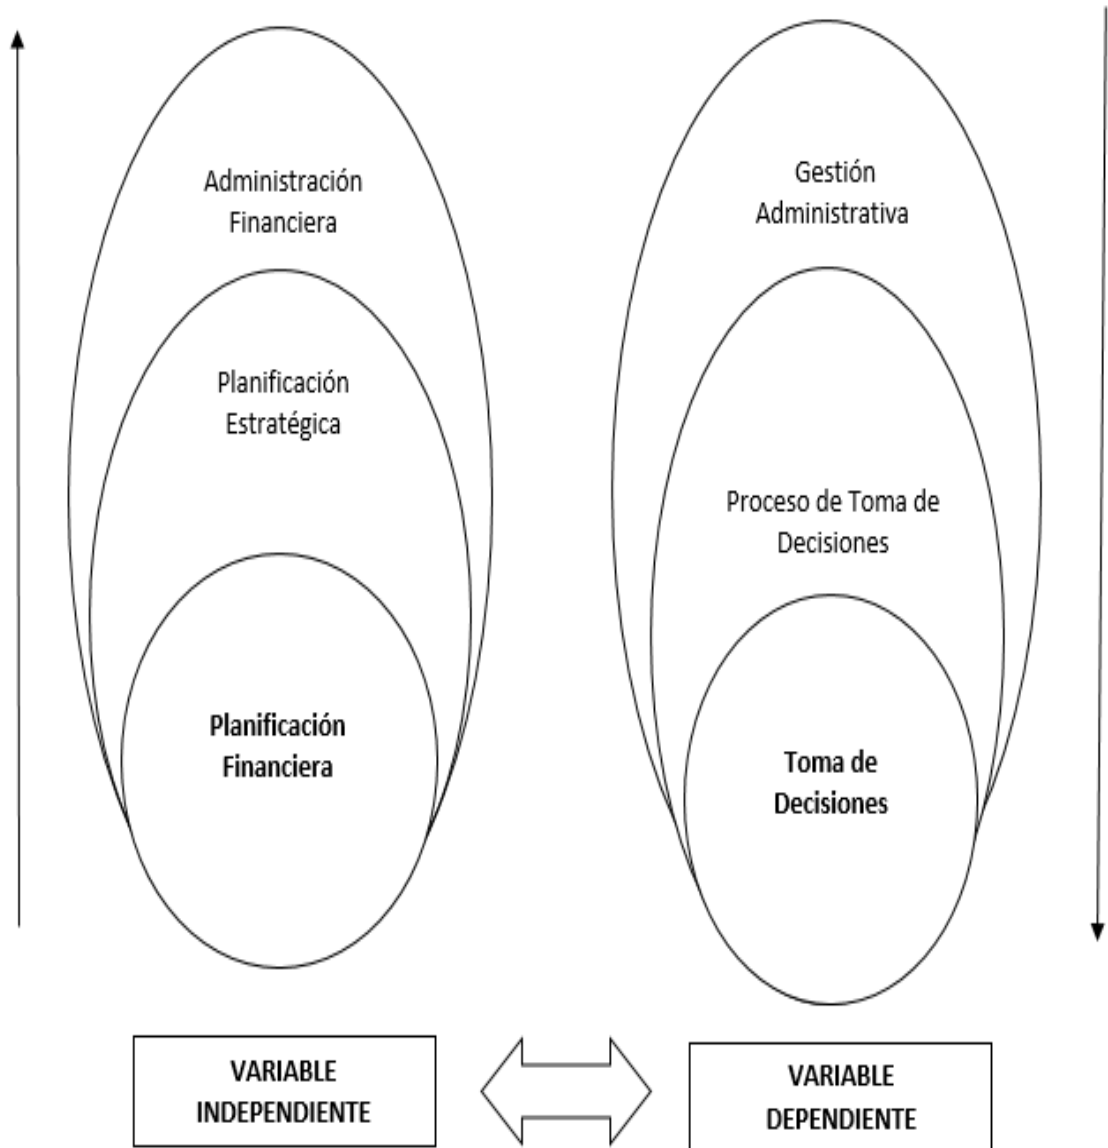 Administración
Financiera
Planificación
Estratégica
Planificación
Financiera
VARIABLE
INDEPENDIENTE
Gestión
Administrativa
Proceso de Toma de
Decisiones
Toma de
Decisiones
VARIABLE
DEPENDIENTE